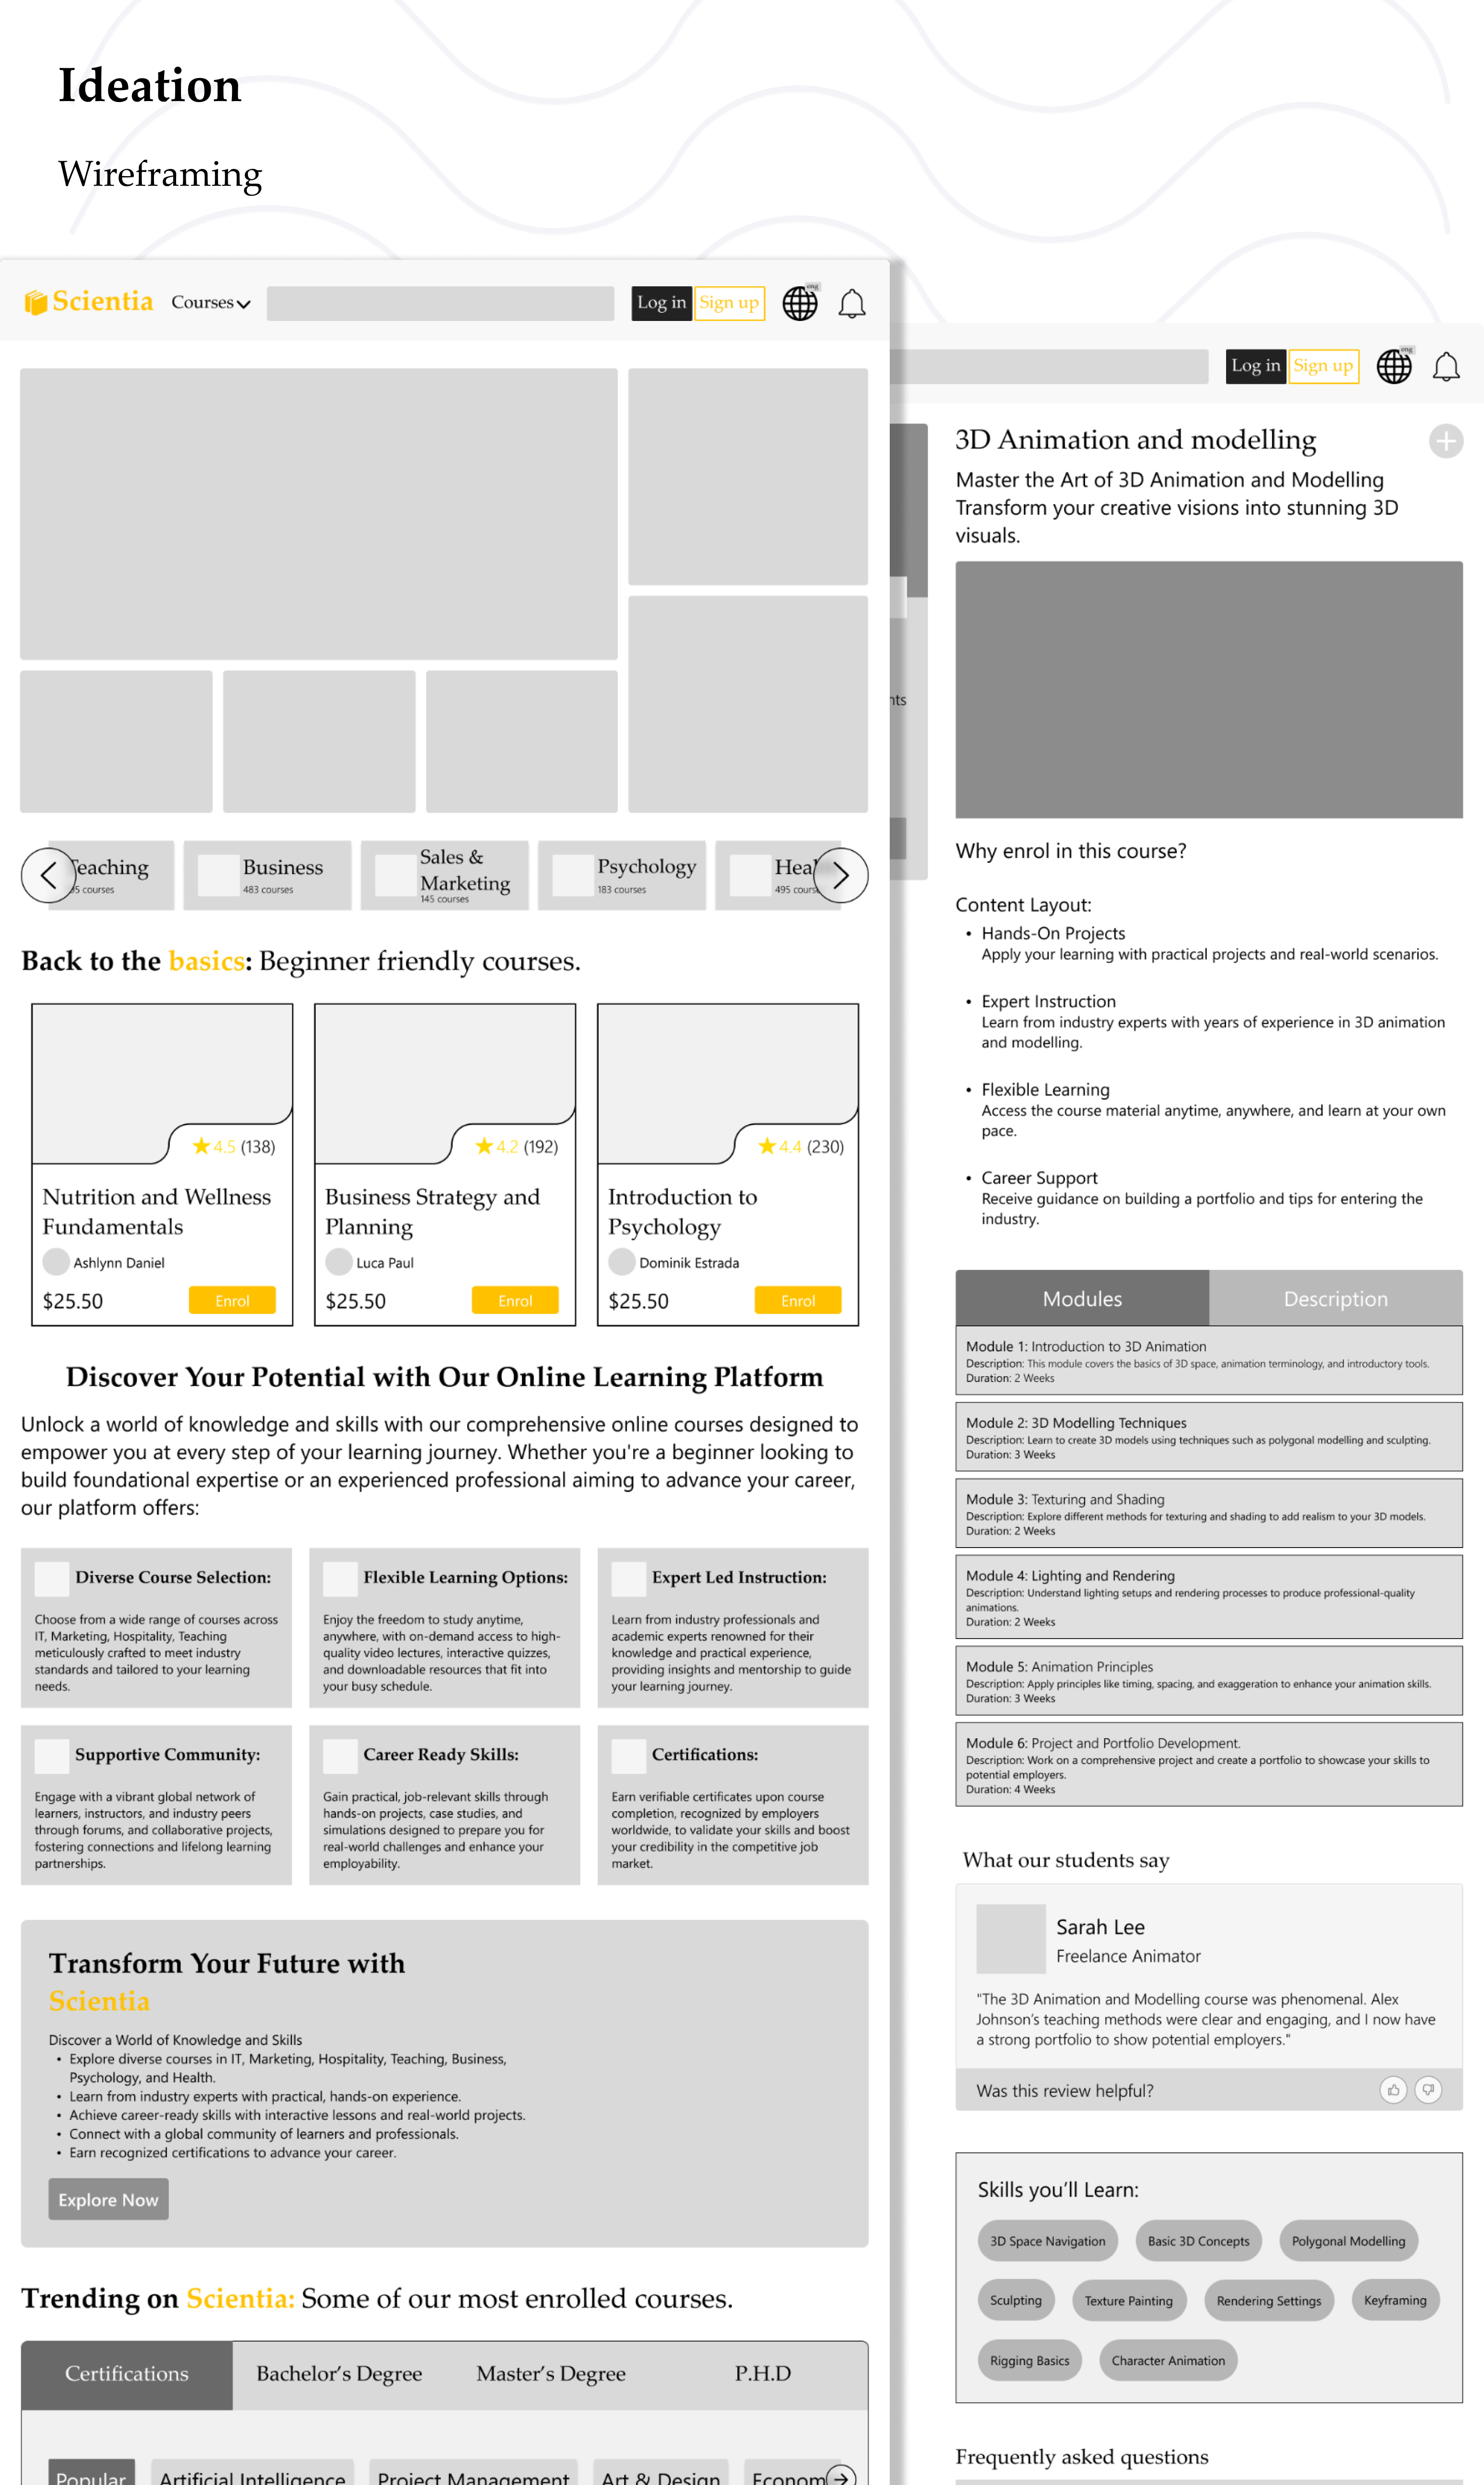 Ideation
Wireframing
Scientia
Courses
Log in
Sign up
eng
Teaching
95 courses
Business
483 courses
Sales &
Marketing
145 courses
Psychology
183 courses
Heal
495 cours
Back to the basics: Beginner friendly courses.
4.5 (138)
Nutrition and Wellness
Fundamentals
Ashlynn Daniel
$25.50
Enrol
4.2 (192)
Business Strategy and
Planning
Luca Paul
$25.50
Enrol
4.4 (230)
Introduction to
Psychology
Dominik Estrada
$25.50
Enrol
Discover Your Potential with Our Online Learning Platform
Unlock a world of knowledge and skills with our comprehensive online courses designed to
empower you at every step of your learning journey. Whether you're a beginner looking to
build foundational expertise or an experienced professional aiming to advance your career,
our platform offers:
Diverse Course Selection:
Choose from a wide range of courses across
IT, Marketing, Hospitality, Teaching
meticulously crafted to meet industry
standards and tailored to your learning
needs.
Flexible Learning Options:
Enjoy the freedom to study anytime,
anywhere, with on-demand access to high-
quality video lectures, interactive quizzes,
and downloadable resources that fit into
your busy schedule.
Expert Led Instruction:
Learn from industry professionals and
academic experts renowned for their
knowledge and practical experience,
providing insights and mentorship to guide
your learning journey.
Supportive Community:
Engage with a vibrant global network of
learners, instructors, and industry peers
through forums, and collaborative projects,
fostering connections and lifelong learning
partnerships.
Career Ready Skills:
Gain practical, job-relevant skills through
hands-on projects, case studies, and
simulations designed to prepare you for
real-world challenges and enhance your
employability.
Certifications:
Earn verifiable certificates upon course
completion, recognized by employers
worldwide, to validate your skills and boost
your credibility in the competitive job
market.
Transform Your Future with
Scientia
Discover a World of Knowledge and Skills
• Explore diverse courses in IT, Marketing, Hospitality, Teaching, Business,
Psychology, and Health.
• Learn from industry experts with practical, hands-on experience.
• Achieve career-ready skills with interactive lessons and real-world projects.
• Connect with a global community of learners and professionals.
• Earn recognized certifications to advance your career.
Explore Now
Trending on Scientia: Some of our most enrolled courses.
Certifications
Bachelor's Degree
Master's Degree
P.H.D
Popular
Artificial Intelligence
Project Management
Art & Design
Econom
Log in
Sign up
eng
nts
3D Animation and modelling
Master the Art of 3D Animation and Modelling
Transform your creative visions into stunning 3D
visuals.
Why enrol in this course?
Content Layout:
• Hands-On Projects
Apply your learning with practical projects and real-world scenarios.
• Expert Instruction
Learn from industry experts with years of experience in 3D animation
and modelling.
• Flexible Learning
Access the course material anytime, anywhere, and learn at your own
pace.
• Career Support
Receive guidance on building a portfolio and tips for entering the
industry.
Modules
Description
Module 1: Introduction to 3D Animation
Description: This module covers the basics of 3D space, animation terminology, and introductory tools.
Duration: 2 Weeks
Module 2: 3D Modelling Techniques
Description: Learn to create 3D models using techniques such as polygonal modelling and sculpting.
Duration: 3 Weeks
Module 3: Texturing and Shading
Description: Explore different methods for texturing and shading to add realism to your 3D models.
Duration: 2 Weeks
Module 4: Lighting and Rendering
Description: Understand lighting setups and rendering processes to produce professional-quality
animations.
Duration: 2 Weeks
Module 5: Animation Principles
Description: Apply principles like timing, spacing, and exaggeration to enhance your animation skills.
Duration: 3 Weeks
Module 6: Project and Portfolio Development.
Description: Work on a comprehensive project and create a portfolio to showcase your skills to
potential employers.
Duration: 4 Weeks
What our students say
Sarah Lee
Freelance Animator
"The 3D Animation and Modelling course was phenomenal. Alex
Johnson's teaching methods were clear and engaging, and I now have
a strong portfolio to show potential employers."
Was this review helpful?
Skills you'll Learn:
3D Space Navigation
Basic 3D Concepts
Polygonal Modelling
Sculpting
Texture Painting
Rendering Settings
Keyframing
Rigging Basics
Character Animation
Frequently asked questions